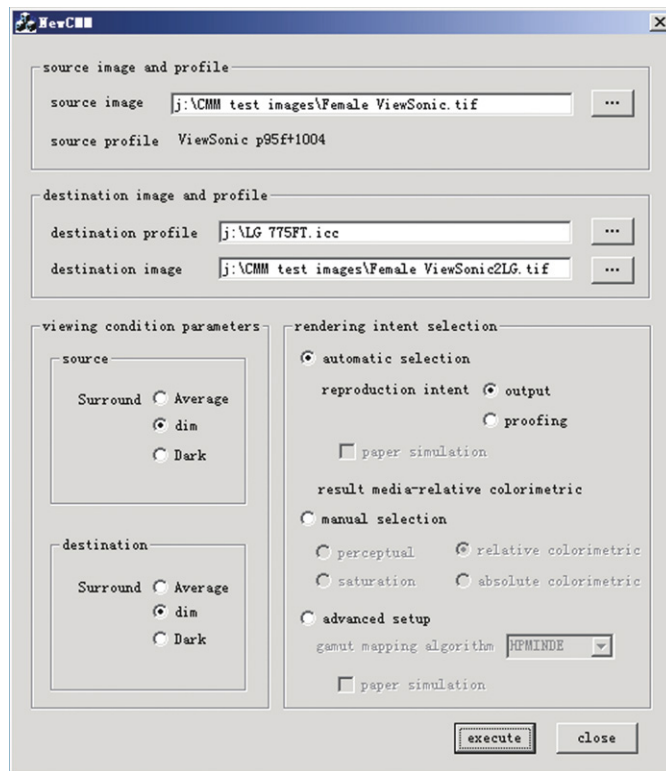 NewCMM
source image and profile
source image j:\CMM test images\Female ViewSonic.tif ...
source profile ViewSonic p95f+1004
destination image and profile
destination profile j:\LG 775FT.icc ...
destination image j:\CMM test images\Female ViewSonic2LG.tif ...
viewing condition parameters
source
Surround Average
dim
Dark
destination
Surround Average
dim
Dark
rendering intent selection
automatic selection
reproduction intent output
proofing
paper simulation
result media-relative colorimetric
manual selection
perceptual relative colorimetric
saturation absolute colorimetric
advanced setup
gamut mapping algorithm HPMINDE
paper simulation
execute close